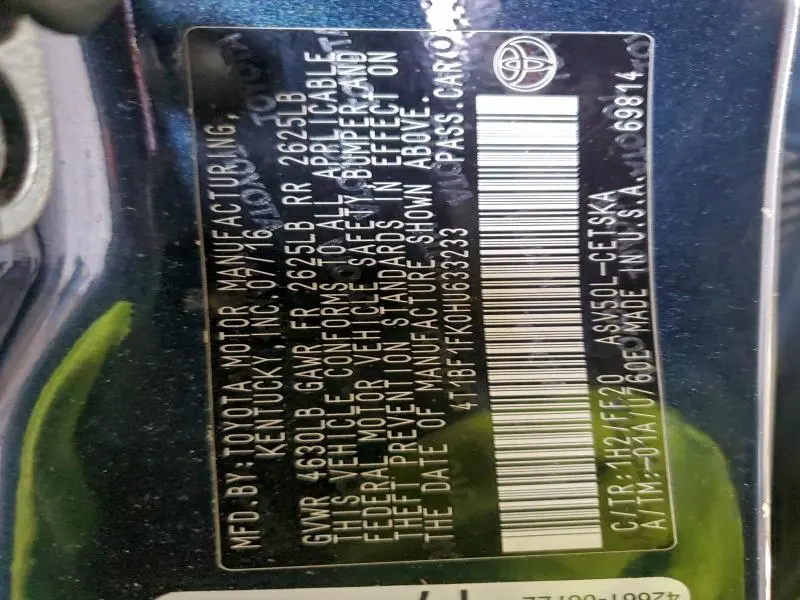 MFD.BY:TOYOTA MOTOR MANUFACTURING,
KENTUCKY, INC. 07/16
GVWR 4630LB GAWR FR 2625LB RR 2625LB
THIS VEHICLE CONFORMS TO ALL APPLICABLE
FEDERAL MOTOR VEHICLE SAFETY,BUMPER,AND
THEFT PREVENTION STANDARDS IN EFFECT ON
THE DATE OF MANUFACTURE SHOWN ABOVE.
4T1BF1FK0HU633233 PASS.CAR
C/TR:1H2/FF20 ASV50L-CETSKA
A/TM:-01A/U760E MADE IN U.S.A. 69814